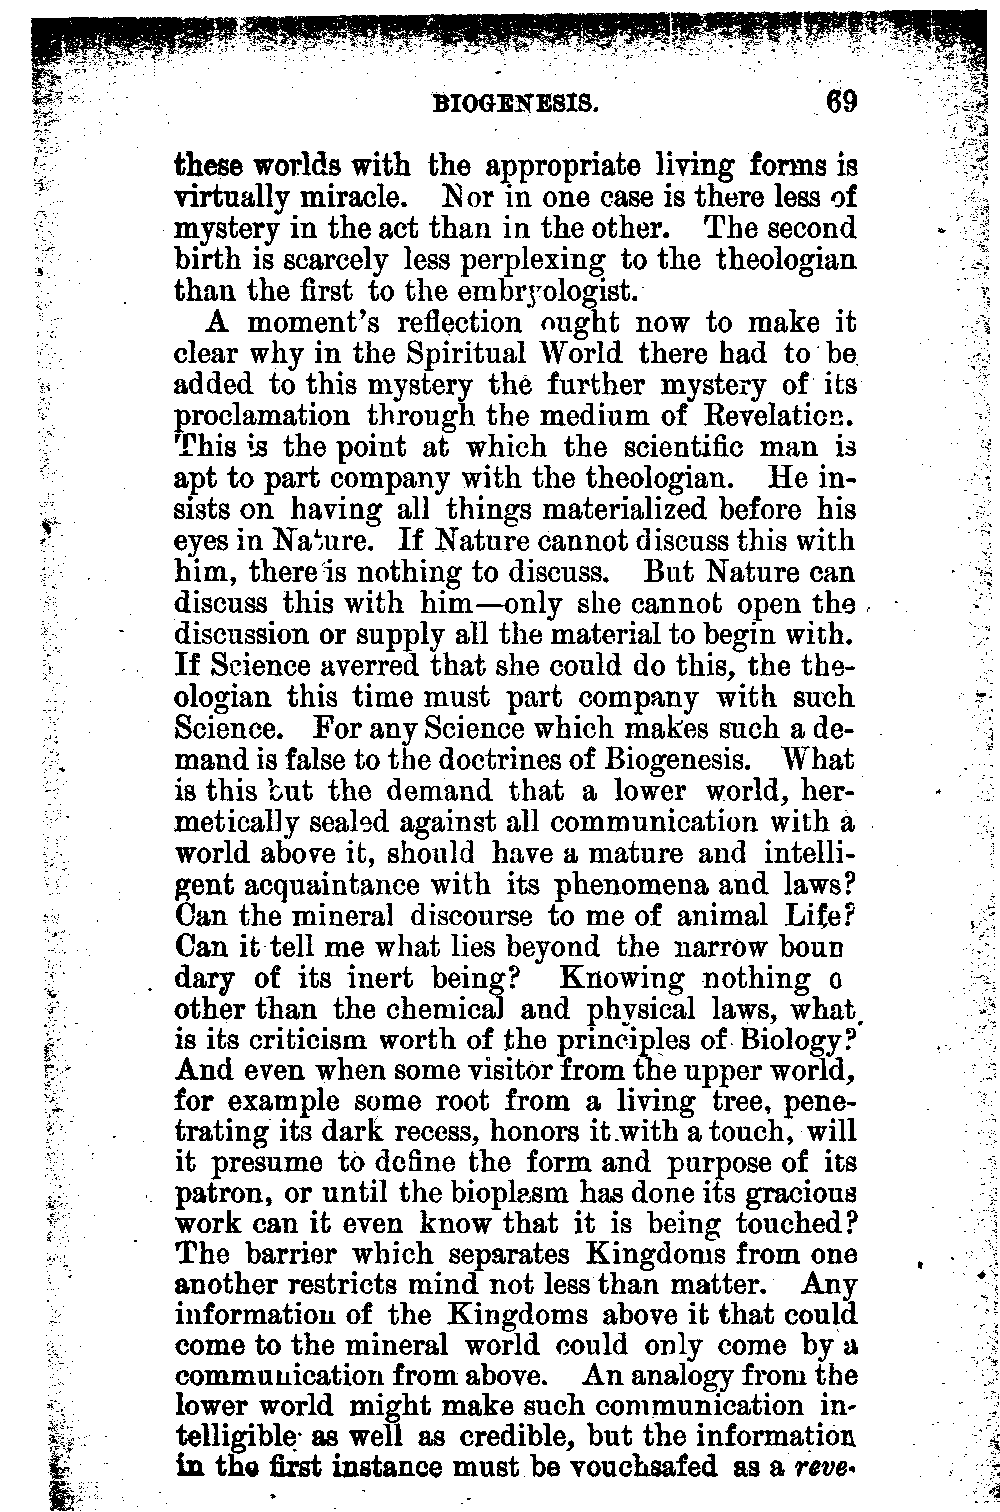 BIOGENESIS. 69
these worlds with the appropriate living forms is
virtually miracle. Nor in one case is there less of
mystery in the act than in the other. The second
birth is scarcely less perplexing to the theologian
than the first to the embryologist.
A moment's reflection ought now to make it
clear why in the Spiritual World there had to be
added to this mystery the further mystery of its
proclamation through the medium of Revelation.
This is the point at which the scientific man is
apt to part company with the theologian. He in-
sists on having all things materialized before his
eyes in Nature. If Nature cannot discuss this with
him, there is nothing to discuss. But Nature can
discuss this with him—only she cannot open the
discussion or supply all the material to begin with.
If Science averred that she could do this, the the-
ologian this time must part company with such
Science. For any Science which makes such a de-
mand is false to the doctrines of Biogenesis. What
is this but the demand that a lower world, her-
metically sealed against all communication with a
world above it, should have a mature and intelli-
gent acquaintance with its phenomena and laws?
Can the mineral discourse to me of animal Life?
Can it tell me what lies beyond the narrow boun
dary of its inert being? Knowing nothing o
other than the chemical and physical laws, what
is its criticism worth of the principles of Biology?
And even when some visitor from the upper world,
for example some root from a living tree, pene-
trating its dark recess, honors it with a touch, will
it presume to define the form and purpose of its
patron, or until the bioplasm has done its gracious
work can it even know that it is being touched?
The barrier which separates Kingdoms from one
another restricts mind not less than matter. Any
information of the Kingdoms above it that could
come to the mineral world could only come by a
communication from above. An analogy from the
lower world might make such communication in-
telligible as well as credible, but the information
in the first instance must be vouchsafed as a reve-